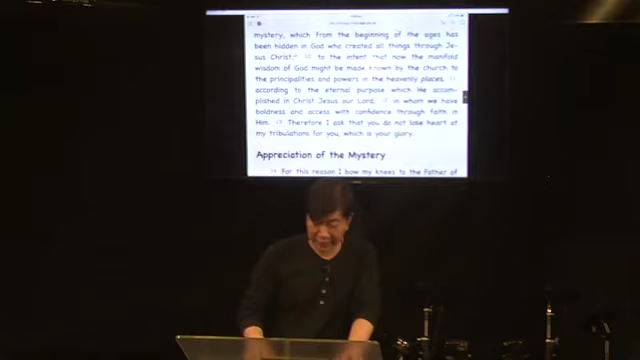 mystery, which from the beginning of the ages has
been hidden in God who created all things through Je-
sus Christ; 10 to the intent that now the manifold
wisdom of God might be made known by the church to
the principalities and powers in the heavenly places, 11
according to the eternal purpose which He accom-
plished in Christ Jesus our Lord, 12 in whom we have
boldness and access with confidence through faith in
Him. 13 Therefore I ask that you do not lose heart at
my tribulations for you, which is your glory.
Appreciation of the Mystery
14 For this reason I bow my knees to the Father of